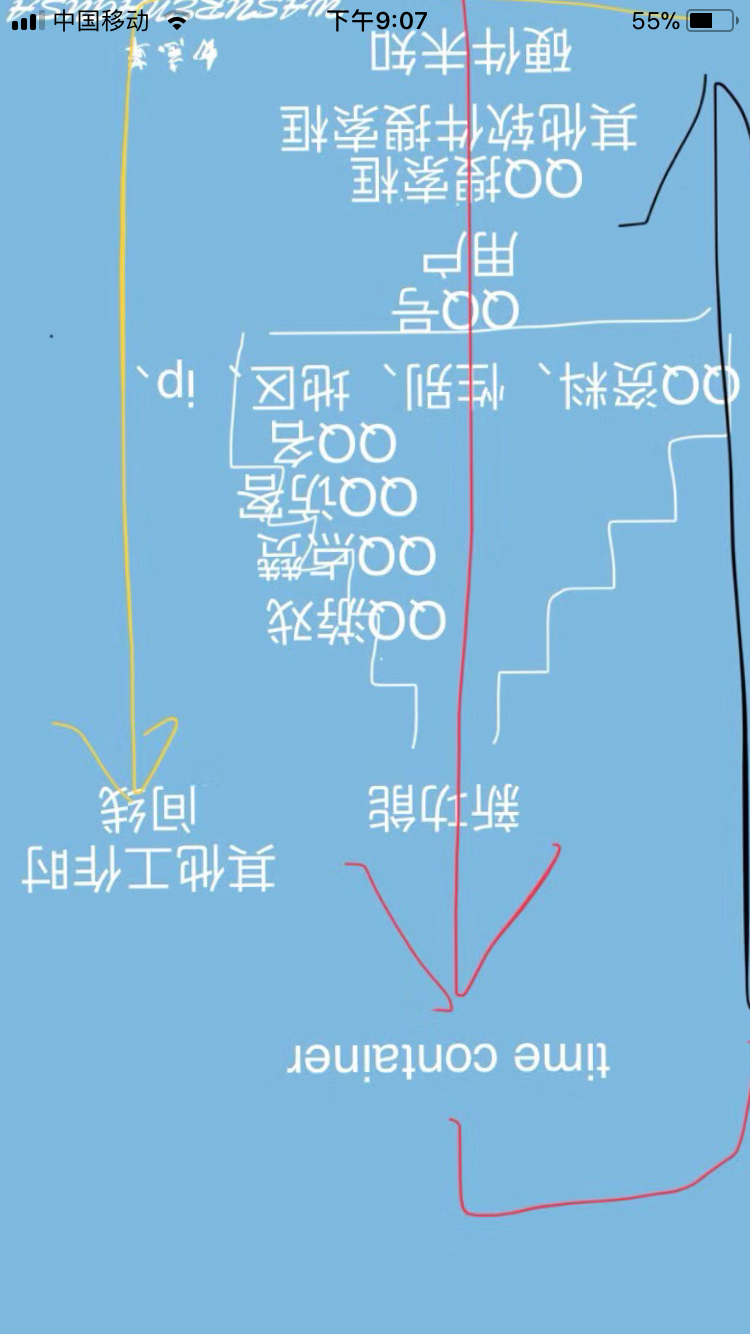 中国移动 下午9:07 55%
time container
其他工作时
间线
新功能
QQ游戏
QQ点赞
QQ访客
QQ名
QQ资料、性别、地区、ip、
QQ号
用户
QQ搜索框
其他软件搜索框
硬件未知